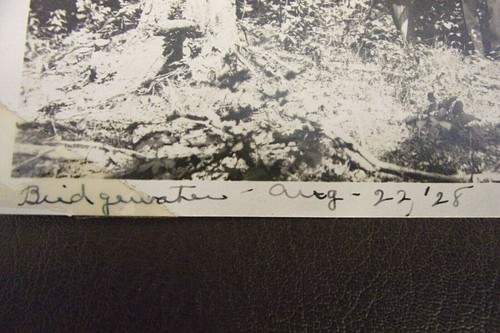 Bridgewater - Aug - 22, '28